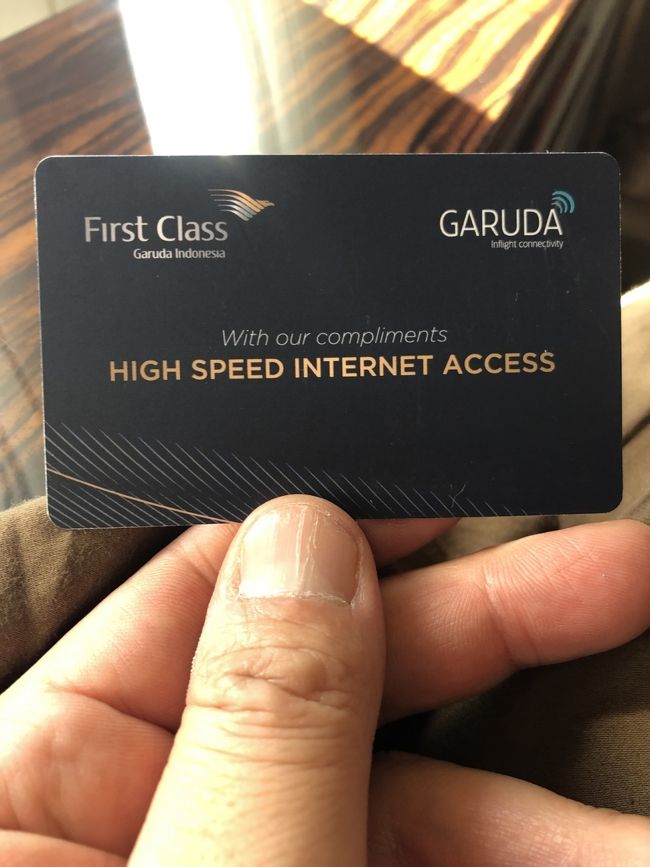 First Class
Garuda Indonesia
GARUDA
Inflight connectivity
With our compliments
HIGH SPEED INTERNET ACCESS